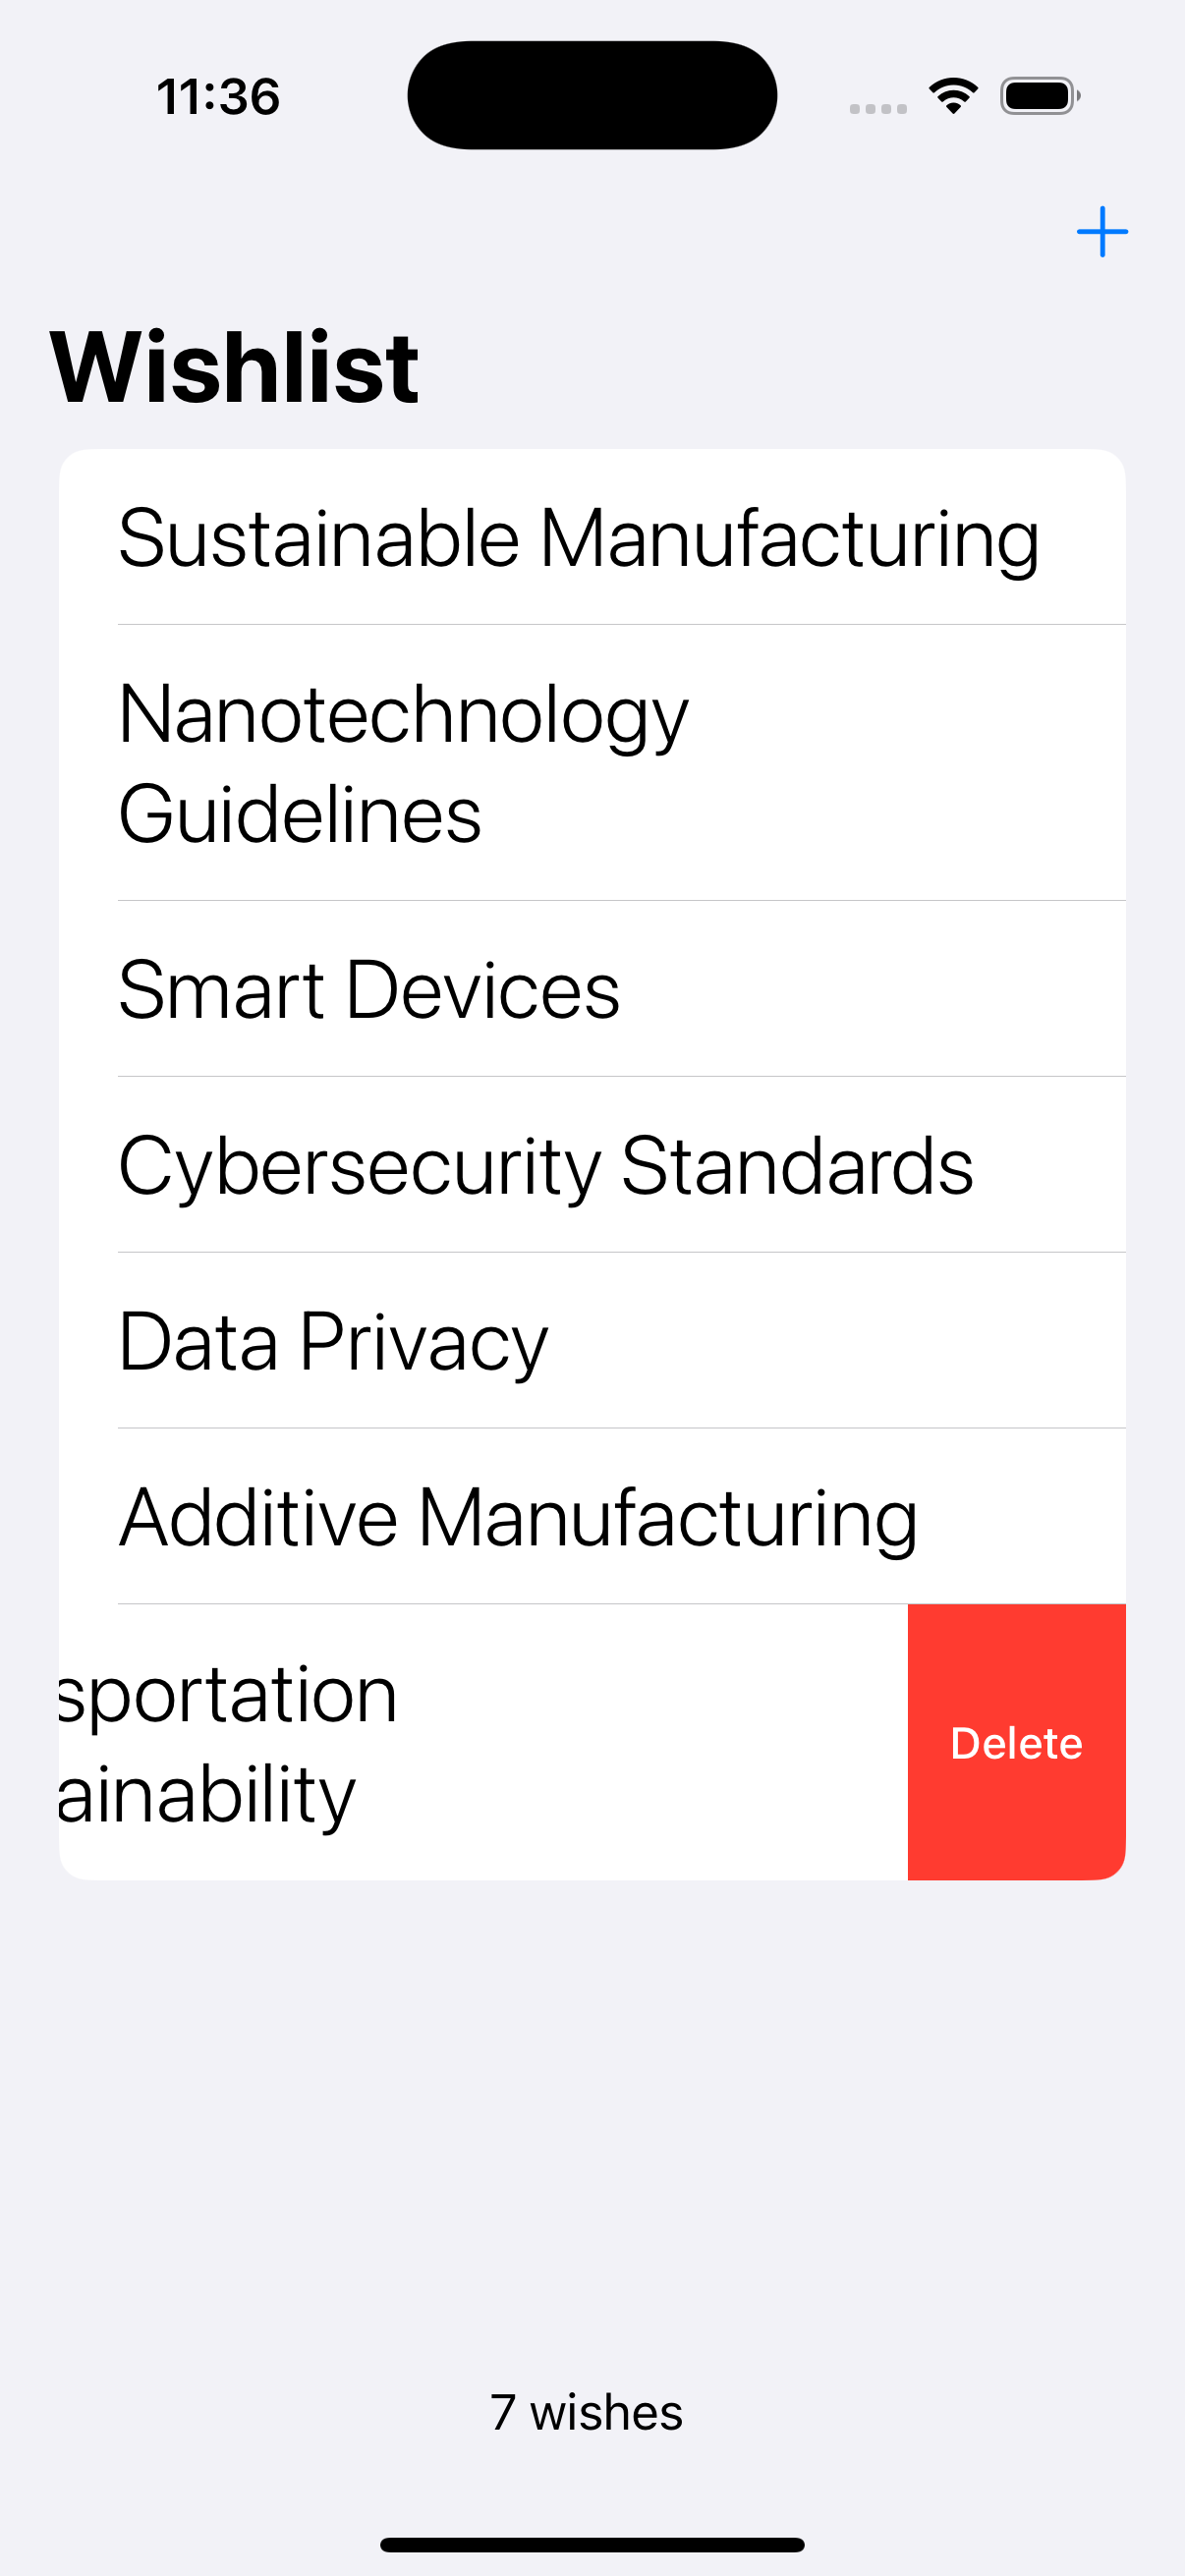 11:36
Wishlist
Sustainable Manufacturing
Nanotechnology
Guidelines
Smart Devices
Cybersecurity Standards
Data Privacy
Additive Manufacturing
sportation
ainability
Delete
7 wishes